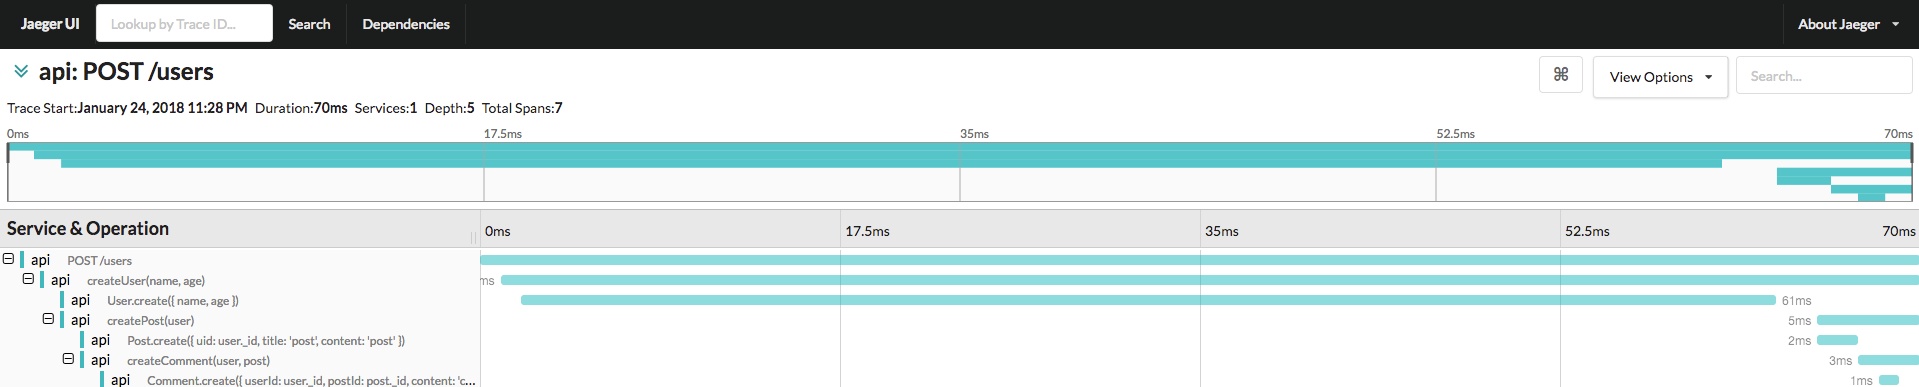 Jaeger UI Lookup by Trace ID... Search Dependencies About Jaeger
api: POST /users ⌘ View Options Search...
Trace Start:January 24, 2018 11:28 PM Duration:70ms Services:1 Depth:5 Total Spans:7
0ms 17.5ms 35ms 52.5ms 70ms
Service & Operation 0ms 17.5ms 35ms 52.5ms 70ms
api POST /users
api createUser(name, age) ms
api User.create({ name, age }) 61ms
api createPost(user) 5ms
api Post.create({ uid: user._id, title: 'post', content: 'post' }) 2ms
api createComment(user, post) 3ms
api Comment.create({ userId: user._id, postId: post._id, content: 'c... 1ms